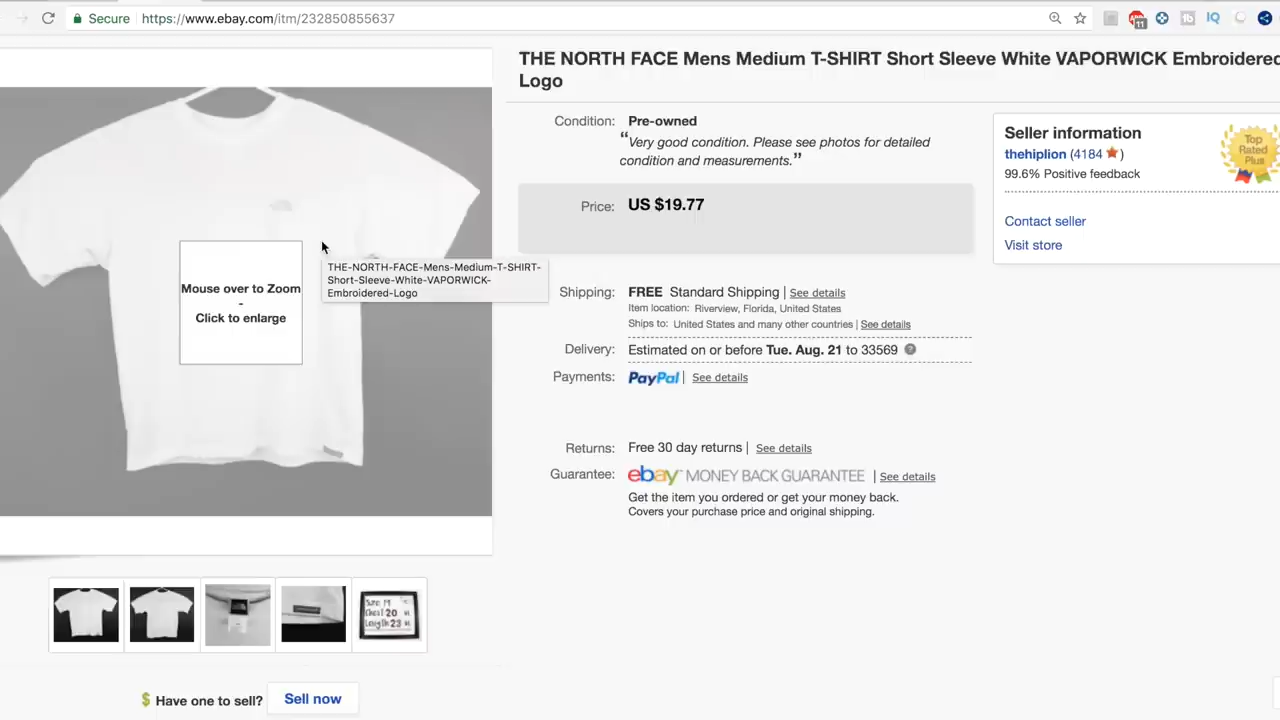 Secure https://www.ebay.com/itm/232850855637
11
IQ
THE NORTH FACE Mens Medium T-SHIRT Short Sleeve White VAPORWICK Embroidered
Logo
Condition: Pre-owned
“Very good condition. Please see photos for detailed
condition and measurements.”
Price: US $19.77
Seller information
thehiplion (4184 )
99.6% Positive feedback
Top
Rated
Plus
Contact seller
Visit store
Mouse over to Zoom
-
Click to enlarge
THE-NORTH-FACE-Mens-Medium-T-SHIRT-
Short-Sleeve-White-VAPORWICK-
Embroidered-Logo
Shipping: FREE Standard Shipping | See details
Item location: Riverview, Florida, United States
Ships to: United States and many other countries | See details
Delivery: Estimated on or before Tue. Aug. 21 to 33569 ?
Payments: PayPal | See details
Returns: Free 30 day returns | See details
Guarantee: ebay MONEY BACK GUARANTEE | See details
Get the item you ordered or get your money back.
Covers your purchase price and original shipping.
Size: M
Chest 20
Length 23
$ Have one to sell? Sell now